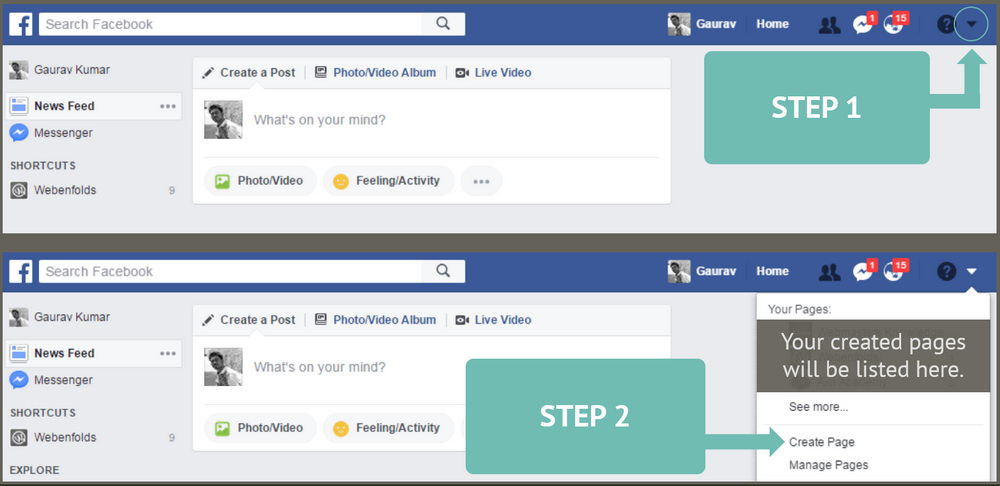 f Search Facebook Gaurav Home 1 15 ?
Gaurav Kumar
Create a Post Photo/Video Album Live Video
News Feed
What's on your mind?
Messenger
SHORTCUTS
Photo/Video Feeling/Activity
Webenfolds 9
STEP 1
f Search Facebook Gaurav Home 1 15 ?
Gaurav Kumar
Create a Post Photo/Video Album Live Video
News Feed
What's on your mind?
Messenger
SHORTCUTS
Photo/Video Feeling/Activity
Webenfolds 9
EXPLORE
STEP 2
Your Pages:
Your created pages
will be listed here.
See more...
Create Page
Manage Pages